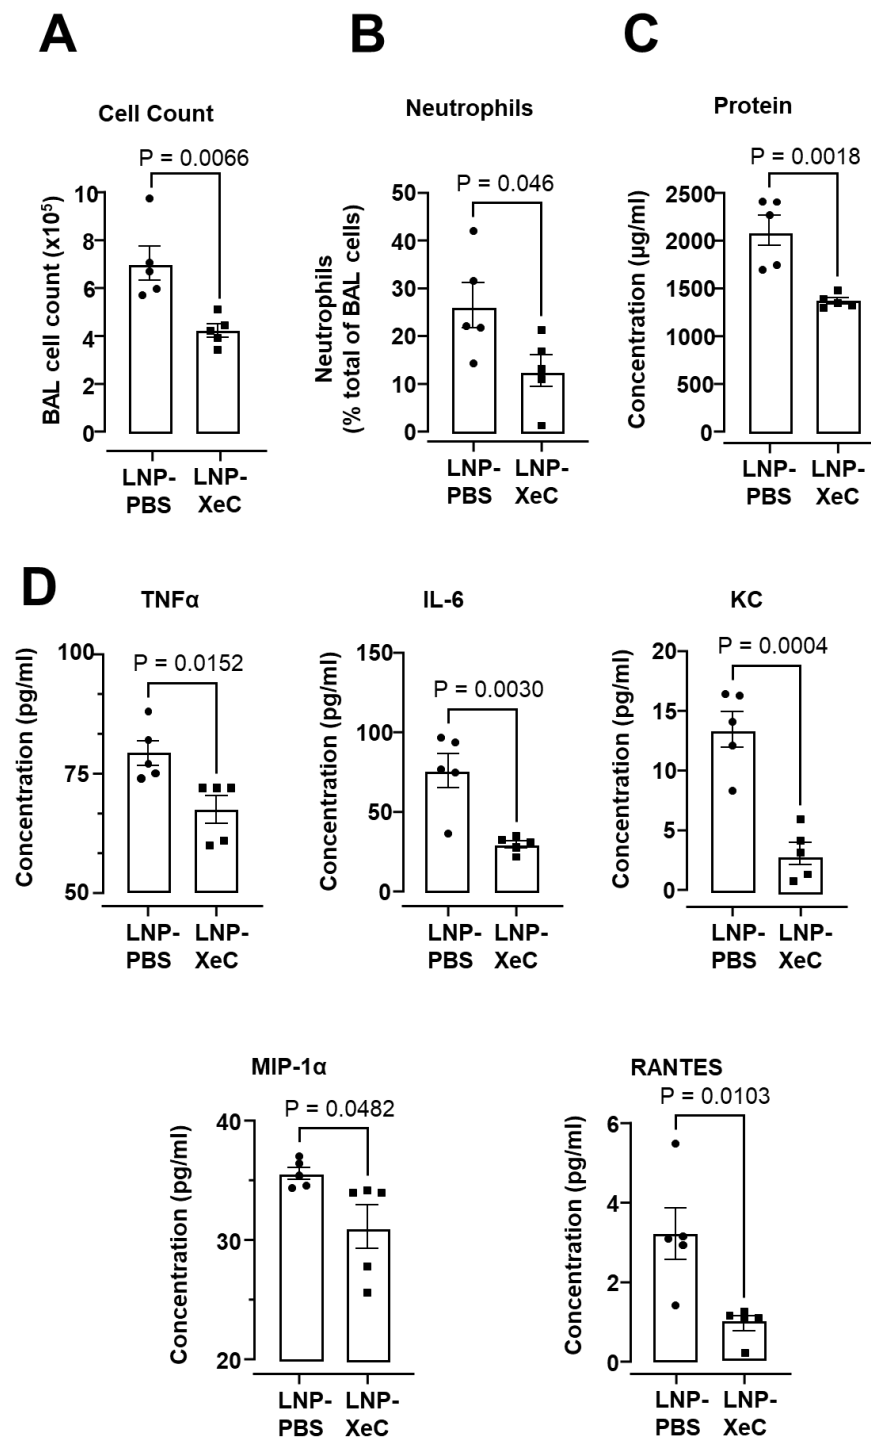 A
B
C
Cell Count
Neutrophils
Protein
P = 0.0066
P = 0.046
P = 0.0018
BAL cell count (x10⁵)
10
8
6
4
2
0
LNP-
PBS
LNP-
XeC
Neutrophils
(% total of BAL cells)
50
40
30
20
10
0
LNP-
PBS
LNP-
XeC
Concentration (µg/ml)
2500
2000
1500
1000
500
0
LNP-
PBS
LNP-
XeC
D
TNFα
P = 0.0152
Concentration (pg/ml)
100
75
50
LNP-
PBS
LNP-
XeC
IL-6
P = 0.0030
Concentration (pg/ml)
150
100
50
0
LNP-
PBS
LNP-
XeC
KC
P = 0.0004
Concentration (pg/ml)
20
15
10
5
0
LNP-
PBS
LNP-
XeC
MIP-1α
P = 0.0482
Concentration (pg/ml)
40
30
20
LNP-
PBS
LNP-
XeC
RANTES
P = 0.0103
Concentration (pg/ml)
6
4
2
0
LNP-
PBS
LNP-
XeC